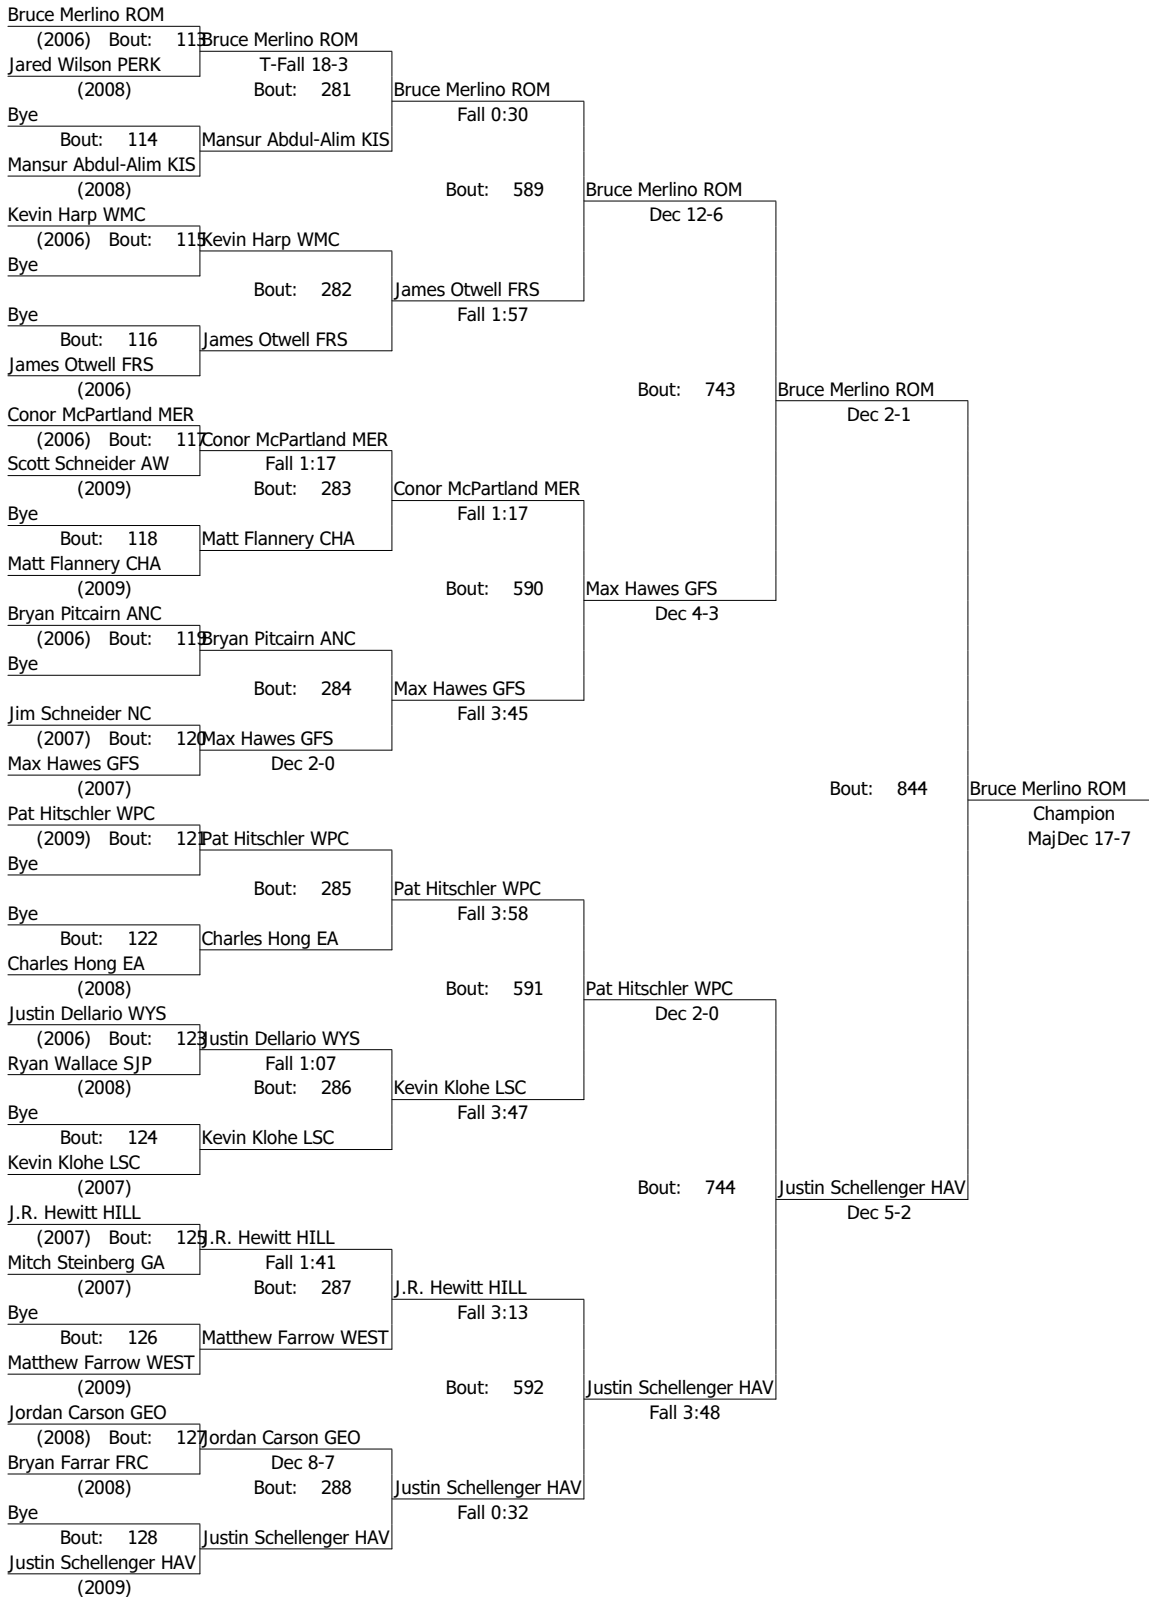 Bruce Merlino ROM
(2006) Bout: 113
Bruce Merlino ROM
Jared Wilson PERK
T-Fall 18-3
(2008)
Bout: 281
Bruce Merlino ROM
Bye
Fall 0:30
Bout: 114
Mansur Abdul-Alim KIS
Mansur Abdul-Alim KIS
(2008)
Bout: 589
Bruce Merlino ROM
Kevin Harp WMC
Dec 12-6
(2006) Bout: 115
Kevin Harp WMC
Bye
Bout: 282
James Otwell FRS
Bye
Fall 1:57
Bout: 116
James Otwell FRS
James Otwell FRS
(2006)
Bout: 743
Bruce Merlino ROM
Conor McPartland MER
Dec 2-1
(2006) Bout: 117
Conor McPartland MER
Scott Schneider AW
Fall 1:17
(2009)
Bout: 283
Conor McPartland MER
Bye
Fall 1:17
Bout: 118
Matt Flannery CHA
Matt Flannery CHA
(2009)
Bout: 590
Max Hawes GFS
Bryan Pitcairn ANC
Dec 4-3
(2006) Bout: 119
Bryan Pitcairn ANC
Bye
Bout: 284
Max Hawes GFS
Jim Schneider NC
Fall 3:45
(2007) Bout: 120
Max Hawes GFS
Max Hawes GFS
Dec 2-0
(2007)
Bout: 844
Bruce Merlino ROM
Pat Hitschler WPC
Champion
(2009) Bout: 121
Pat Hitschler WPC
MajDec 17-7
Bye
Bout: 285
Pat Hitschler WPC
Bye
Fall 3:58
Bout: 122
Charles Hong EA
Charles Hong EA
(2008)
Bout: 591
Pat Hitschler WPC
Justin Dellario WYS
Dec 2-0
(2006) Bout: 123
Justin Dellario WYS
Ryan Wallace SJP
Fall 1:07
(2008)
Bout: 286
Kevin Klohe LSC
Bye
Fall 3:47
Bout: 124
Kevin Klohe LSC
Kevin Klohe LSC
(2007)
Bout: 744
Justin Schellenger HAV
J.R. Hewitt HILL
Dec 5-2
(2007) Bout: 125
J.R. Hewitt HILL
Mitch Steinberg GA
Fall 1:41
(2007)
Bout: 287
J.R. Hewitt HILL
Bye
Fall 3:13
Bout: 126
Matthew Farrow WEST
Matthew Farrow WEST
(2009)
Bout: 592
Justin Schellenger HAV
Jordan Carson GEO
Fall 3:48
(2008) Bout: 127
Jordan Carson GEO
Bryan Farrar FRC
Dec 8-7
(2008)
Bout: 288
Justin Schellenger HAV
Bye
Fall 0:32
Bout: 128
Justin Schellenger HAV
Justin Schellenger HAV
(2009)